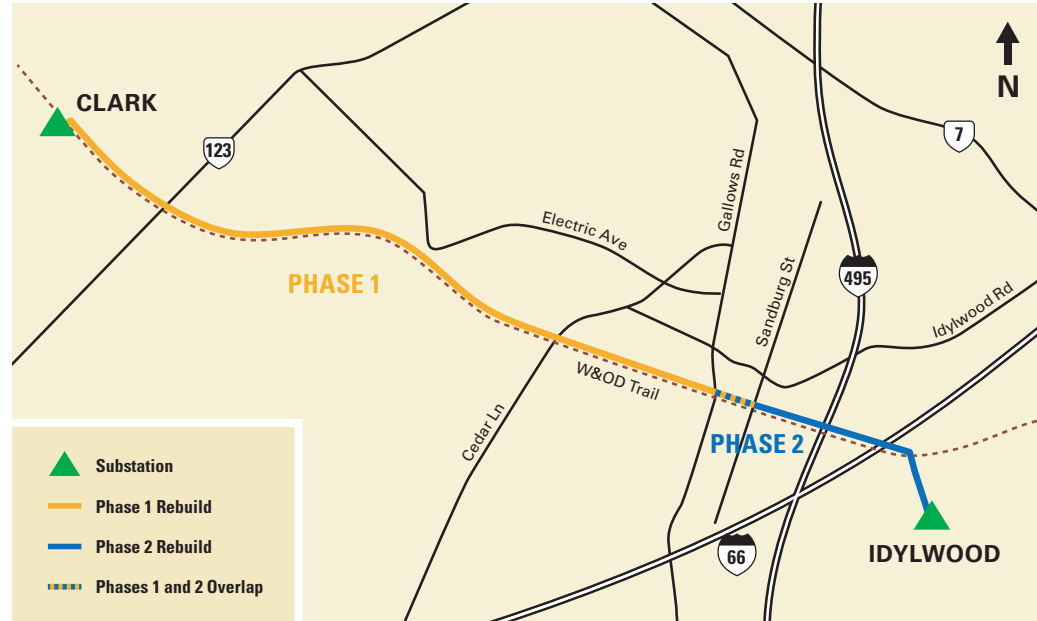 N
CLARK
123
7
Gallows Rd
Electric Ave
Sandburg St
495
PHASE 1
Idylwood Rd
W&OD Trail
Cedar Ln
PHASE 2
66
IDYLWOOD
Substation
Phase 1 Rebuild
Phase 2 Rebuild
Phases 1 and 2 Overlap